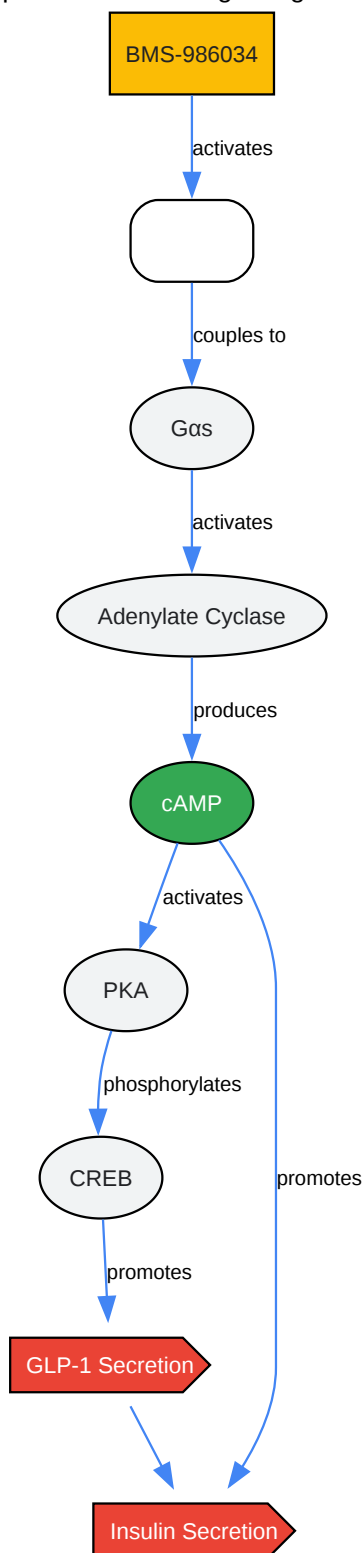 BMS-986034
activates
couples to
Gαs
activates
Adenylate Cyclase
produces
cAMP
activates
PKA
phosphorylates
CREB
promotes
promotes
GLP-1 Secretion
Insulin Secretion